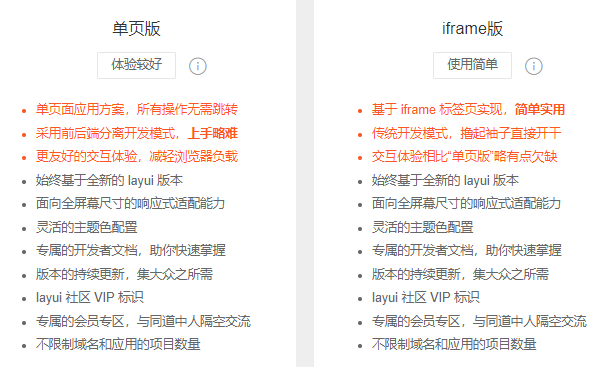 单页版
体验较好
单页面应用方案，所有操作无需跳转
采用前后端分离开发模式，上手略难
更友好的交互体验，减轻浏览器负载
始终基于全新的 layui 版本
面向全屏幕尺寸的响应式适配能力
灵活的主题色配置
专属的开发者文档，助你快速掌握
版本的持续更新，集大众之所需
layui 社区 VIP 标识
专属的会员专区，与同道中人隔空交流
不限制域名和应用的项目数量
iframe版
使用简单
基于 iframe 标签页实现，简单实用
传统开发模式，撸起袖子直接开干
交互体验相比“单页版”略有点欠缺
始终基于全新的 layui 版本
面向全屏幕尺寸的响应式适配能力
灵活的主题色配置
专属的开发者文档，助你快速掌握
版本的持续更新，集大众之所需
layui 社区 VIP 标识
专属的会员专区，与同道中人隔空交流
不限制域名和应用的项目数量